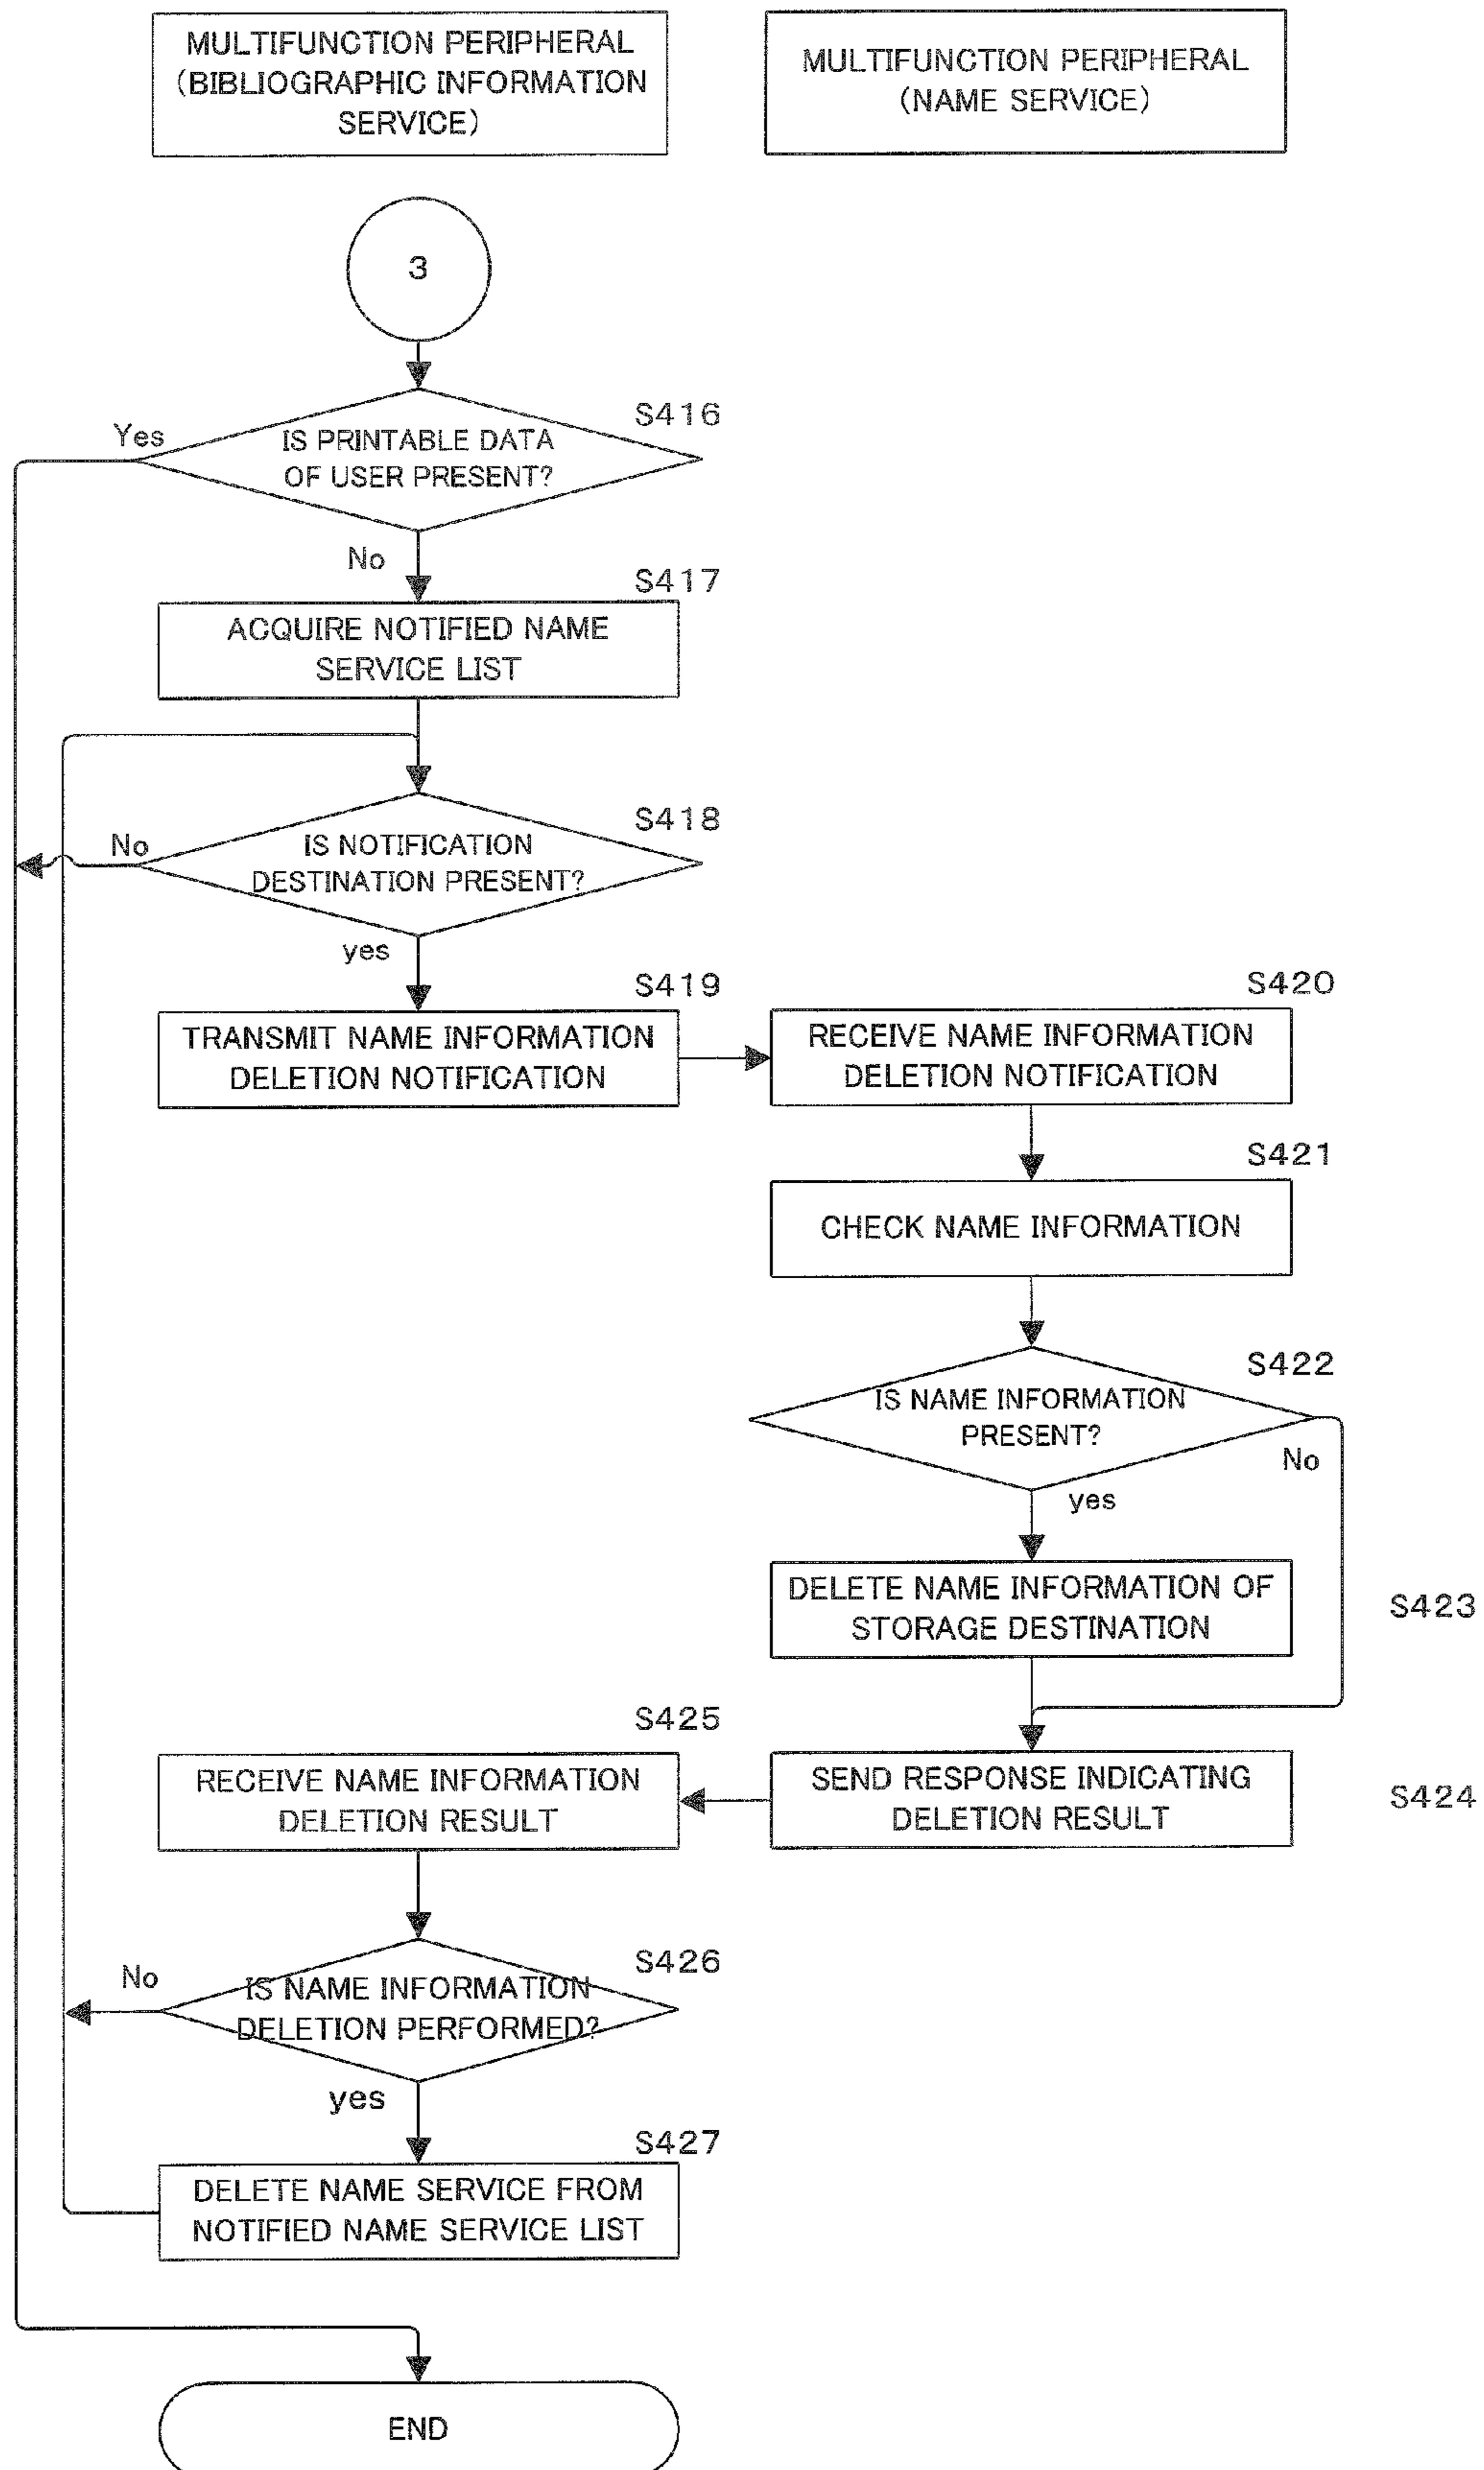 MULTIFUNCTION PERIPHERAL
(BIBLIOGRAPHIC INFORMATION
SERVICE)
MULTIFUNCTION PERIPHERAL
(NAME SERVICE)
3
S416
Yes
IS PRINTABLE DATA
OF USER PRESENT?
No
S417
ACQUIRE NOTIFIED NAME
SERVICE LIST
S418
No
IS NOTIFICATION
DESTINATION PRESENT?
yes
S419
TRANSMIT NAME INFORMATION
DELETION NOTIFICATION
S420
RECEIVE NAME INFORMATION
DELETION NOTIFICATION
S421
CHECK NAME INFORMATION
S422
IS NAME INFORMATION
PRESENT?
No
yes
DELETE NAME INFORMATION OF
STORAGE DESTINATION
S423
SEND RESPONSE INDICATING
DELETION RESULT
S424
S425
RECEIVE NAME INFORMATION
DELETION RESULT
S426
No
IS NAME INFORMATION
DELETION PERFORMED?
yes
S427
DELETE NAME SERVICE FROM
NOTIFIED NAME SERVICE LIST
END